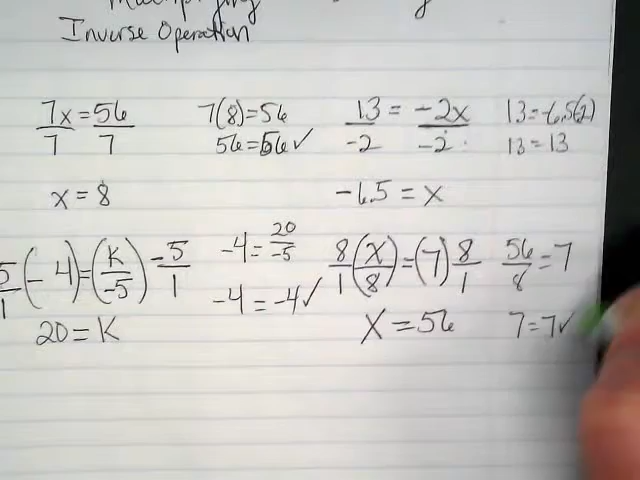 Inverse Operation
7x = 56 7(8) = 56 13 = -2x 13 = -6.5(2)
7 7 56 = 56 ✓ -2 -2 13 = 13
x = 8 -6.5 = x
5/1 (-4) = (K/-5) -5/1 -4 = 20/-5 8/1 (x/8) = (7) 8/1 56/8 = 7
-4 = -4 ✓
20 = K x = 56 7 = 7 ✓